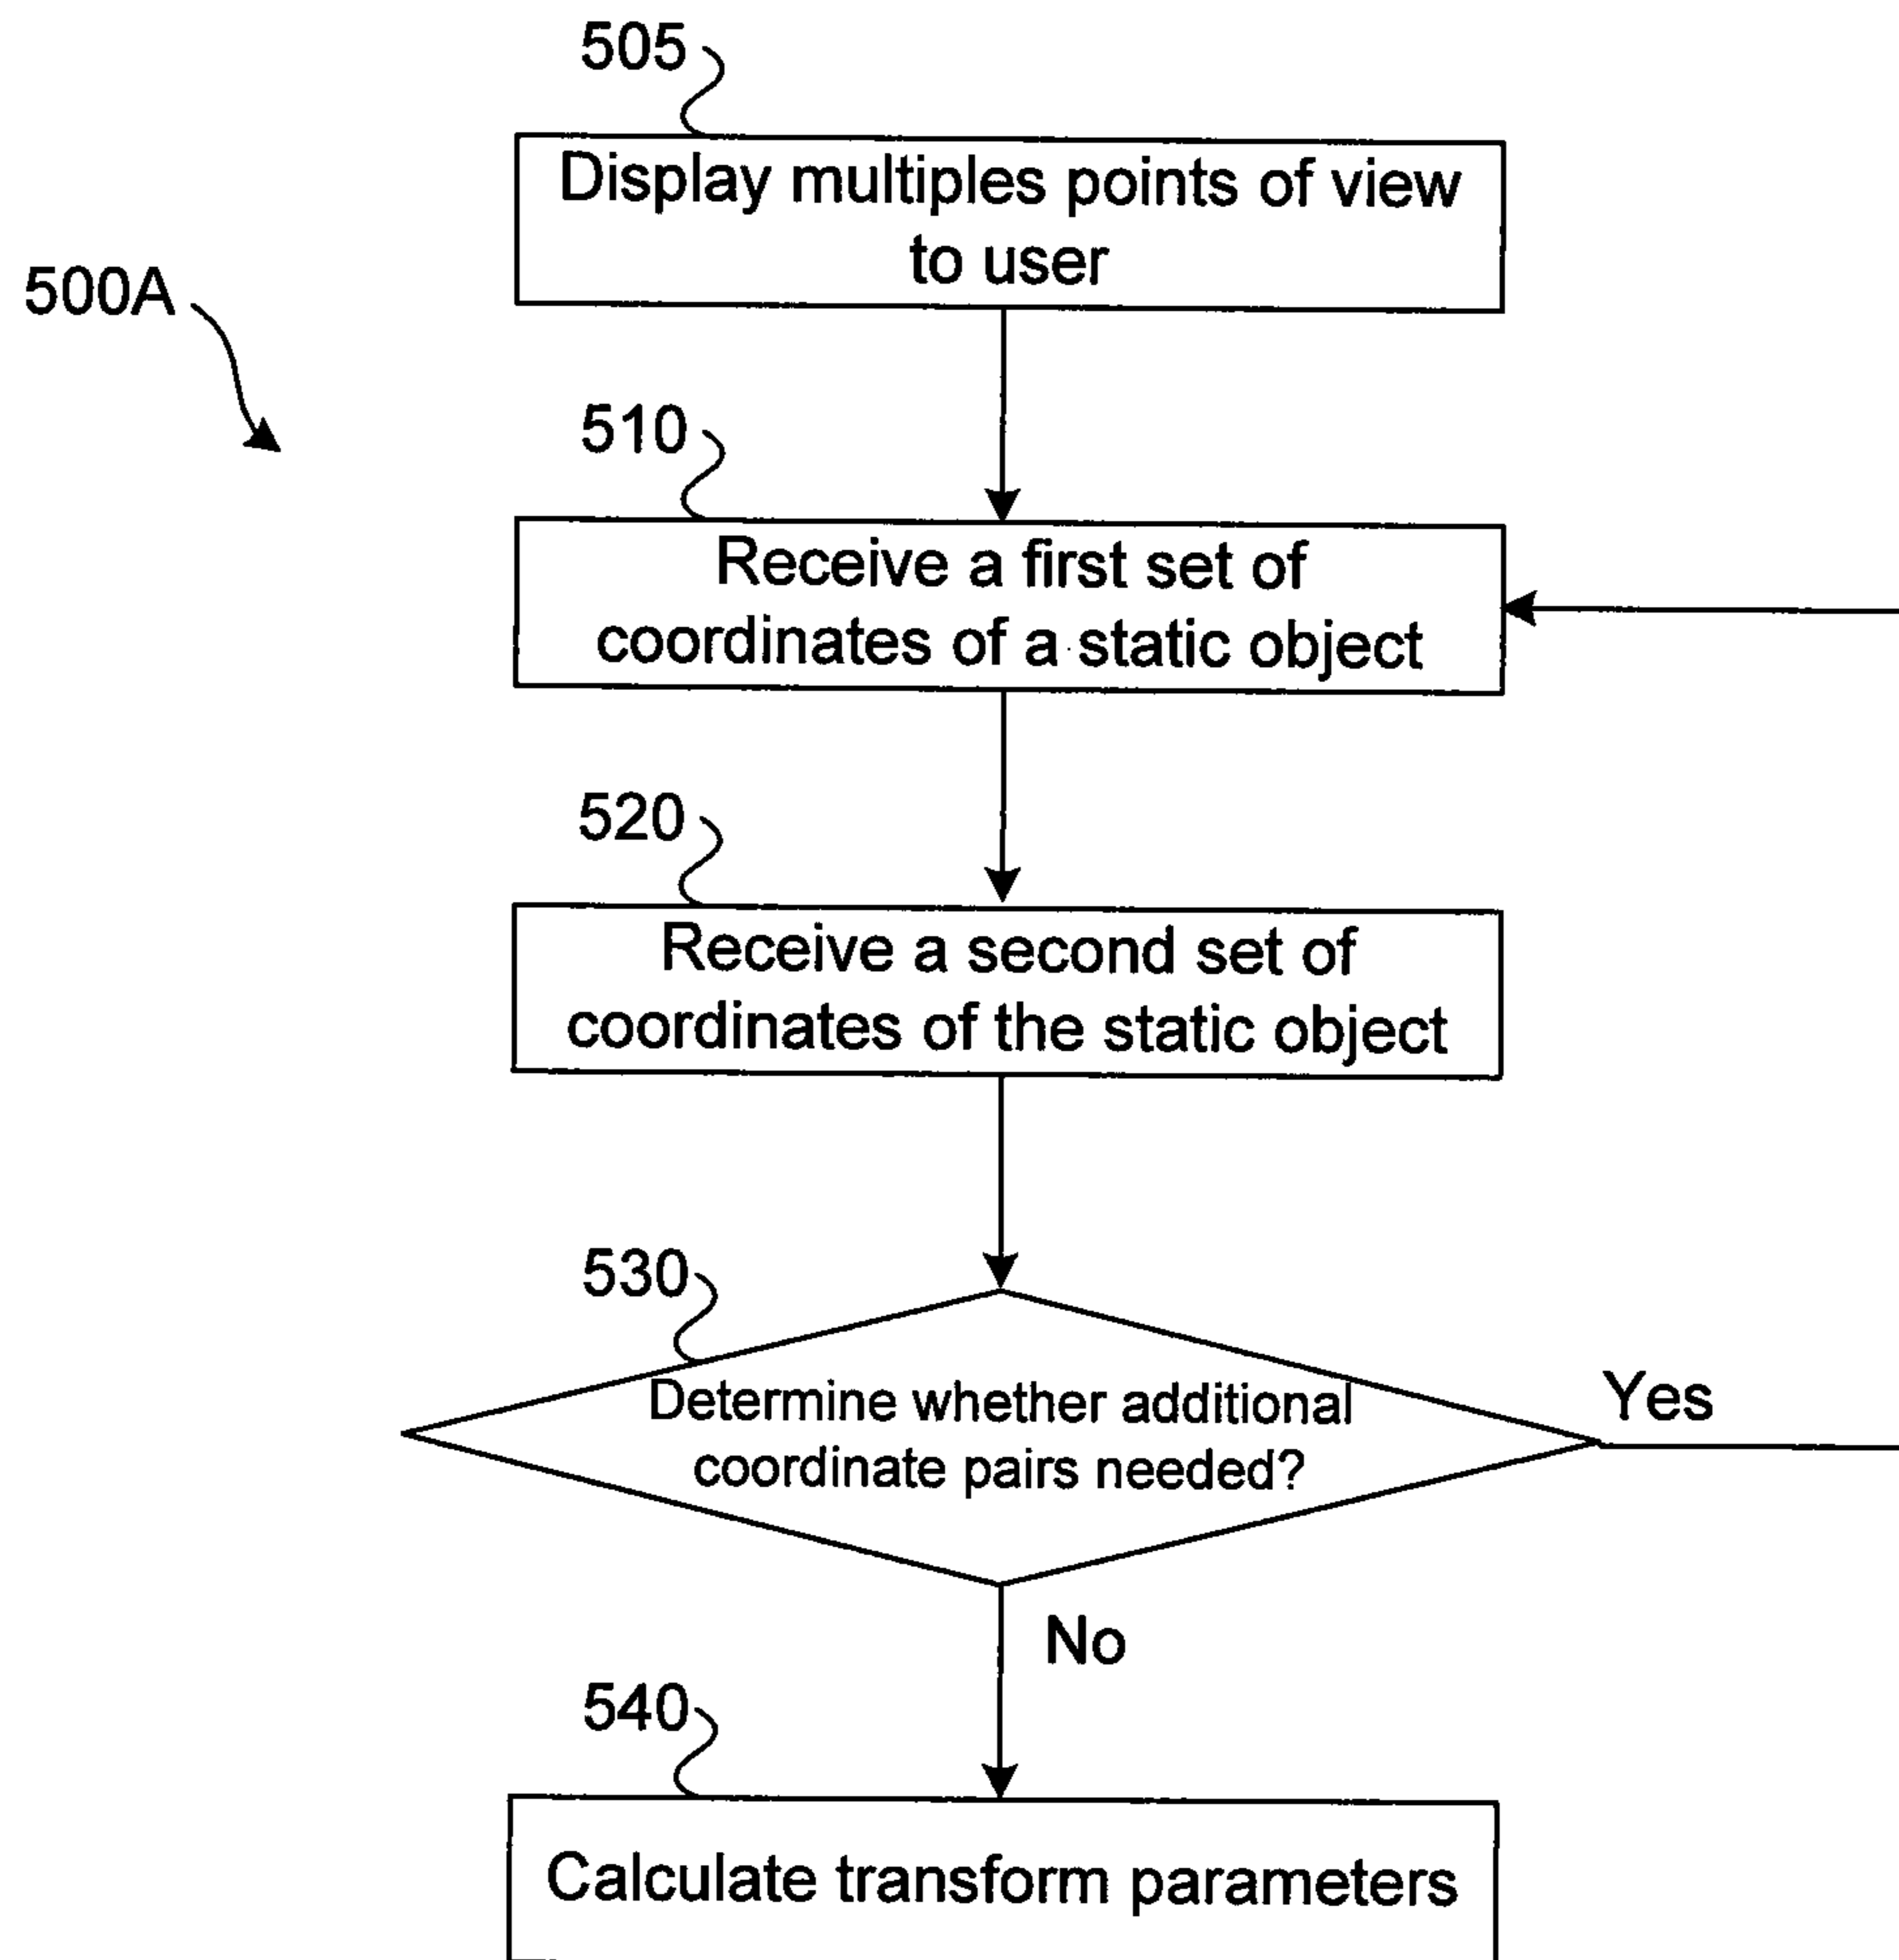 505
Display multiples points of view
to user
500A
510
Receive a first set of
coordinates of a static object
520
Receive a second set of
coordinates of the static object
530
Determine whether additional
coordinate pairs needed?
Yes
No
540
Calculate transform parameters